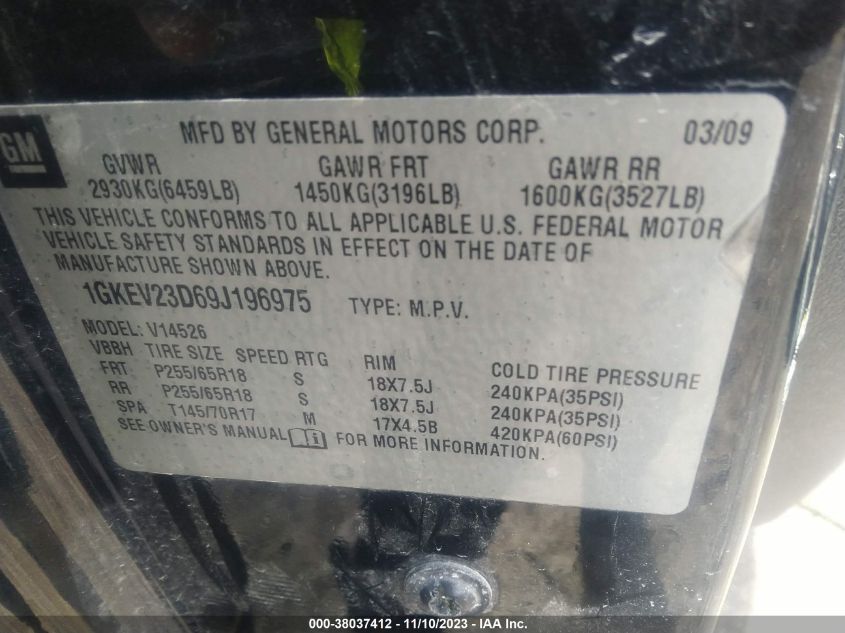 GM
MFD BY GENERAL MOTORS CORP. 03/09
GVWR GAWR FRT GAWR RR
2930KG(6459LB) 1450KG(3196LB) 1600KG(3527LB)
THIS VEHICLE CONFORMS TO ALL APPLICABLE U.S. FEDERAL MOTOR
VEHICLE SAFETY STANDARDS IN EFFECT ON THE DATE OF
MANUFACTURE SHOWN ABOVE.
1GKEV23D69J196975 TYPE: M.P.V.
MODEL: V14526
VBBH TIRE SIZE SPEED RTG RIM COLD TIRE PRESSURE
FRT P255/65R18 S 18X7.5J 240KPA(35PSI)
RR P255/65R18 S 18X7.5J 240KPA(35PSI)
SPA T145/70R17 M 17X4.5B 420KPA(60PSI)
SEE OWNER'S MANUAL FOR MORE INFORMATION.
000-38037412 - 11/10/2023 - IAA Inc.